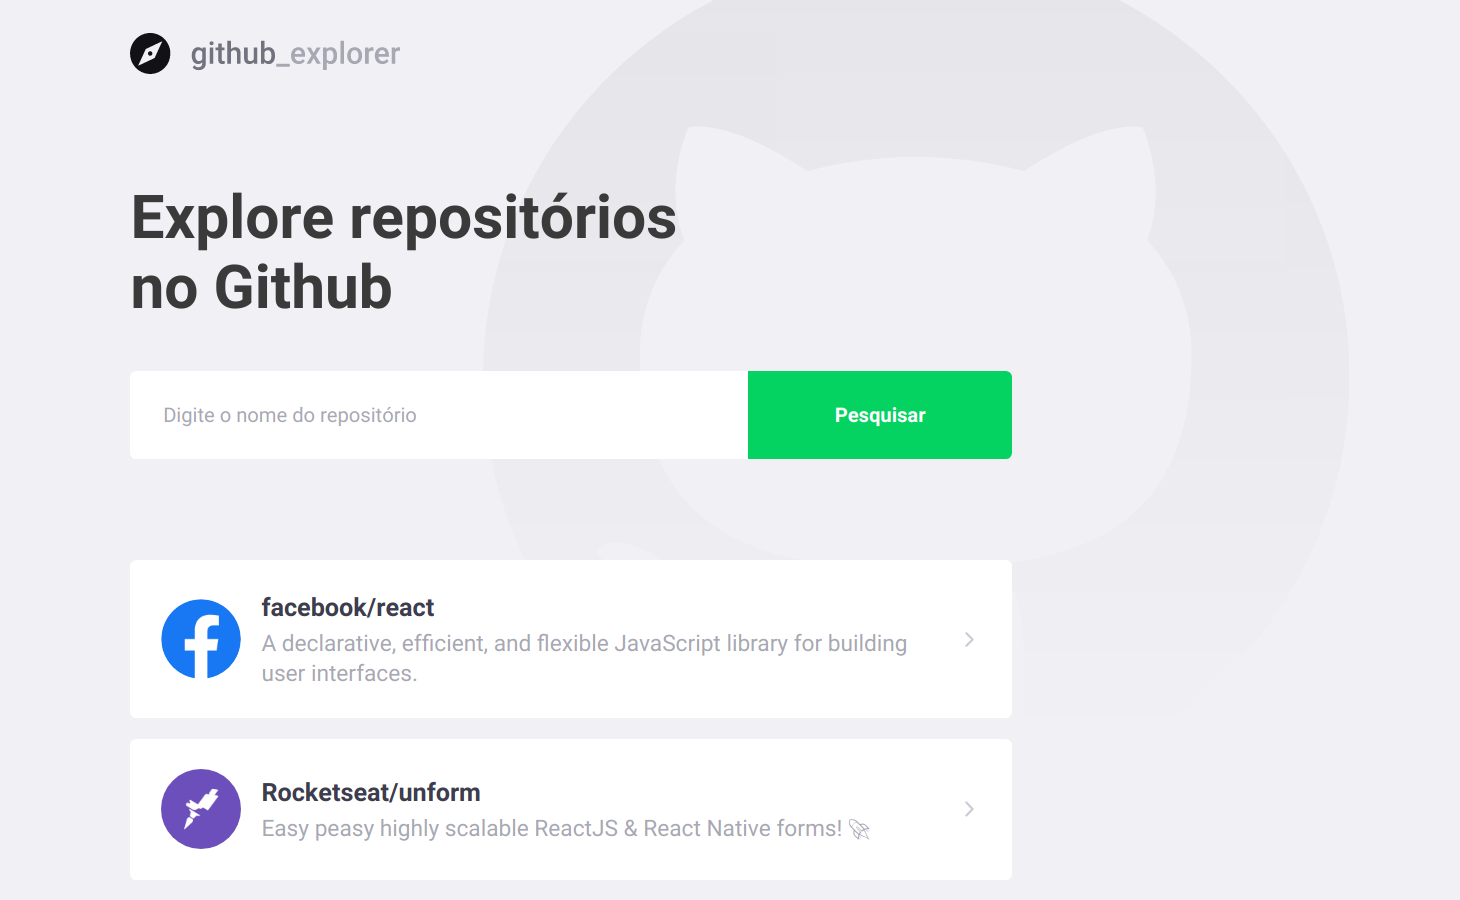 github_explorer
Explore repositórios
no Github
Digite o nome do repositório
Pesquisar
facebook/react
A declarative, efficient, and flexible JavaScript library for building
user interfaces.
Rocketseat/unform
Easy peasy highly scalable ReactJS & React Native forms! 🚀